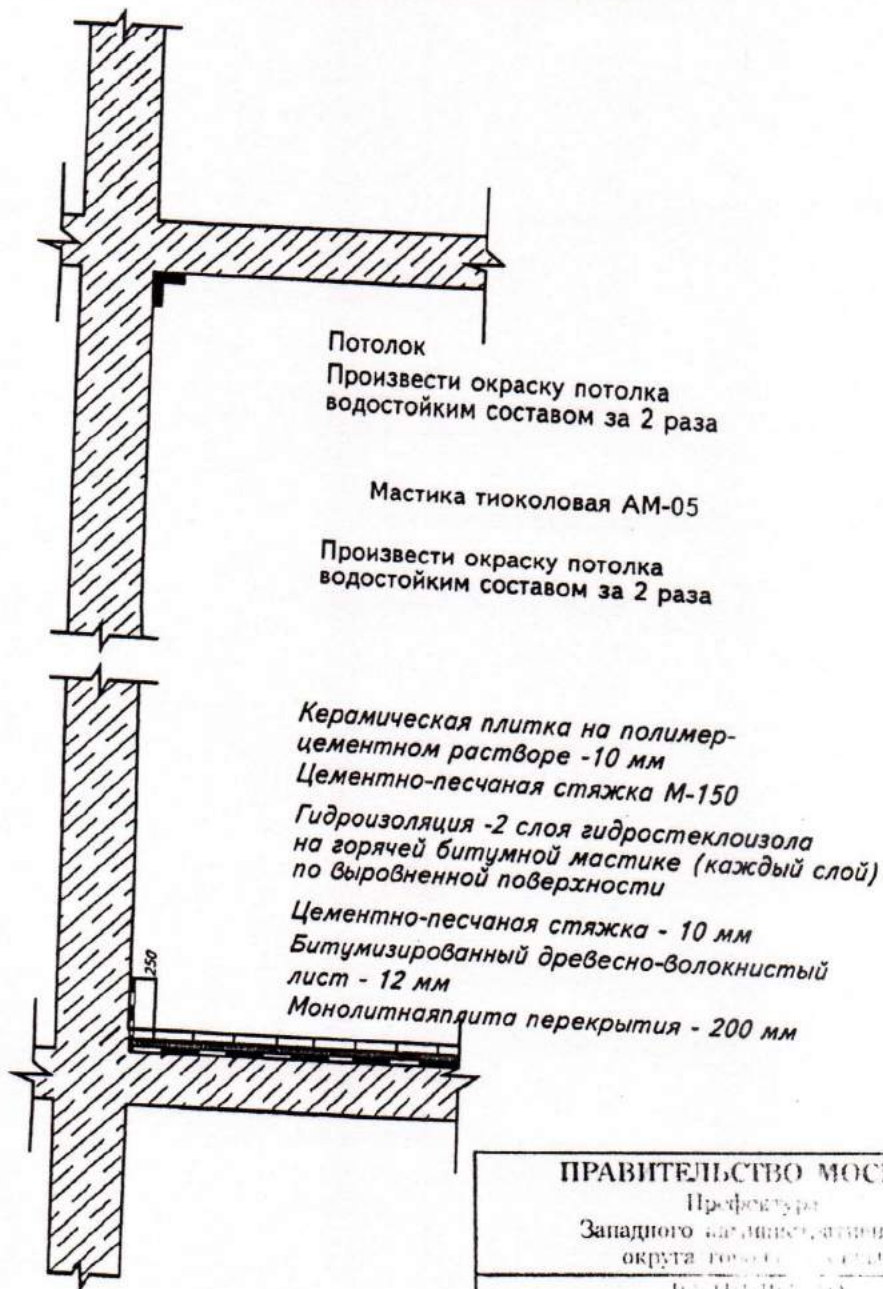 Потолок
Произвести окраску потолка
водостойким составом за 2 раза
Мастика тиоколовая АМ-05
Произвести окраску потолка
водостойким составом за 2 раза
Керамическая плитка на полимер-
цементном растворе -10 мм
Цементно-песчаная стяжка М-150
Гидроизоляция -2 слоя гидростеклоизола
на горячей битумной мастике (каждый слой)
по выровненной поверхности
Цементно-песчаная стяжка - 10 мм
Битумизированный древесно-волокнистый
лист - 12 мм
Монолитнаяплита перекрытия - 200 мм
250
ПРАВИТЕЛЬСТВО МОС
Префектура
Западного
округа